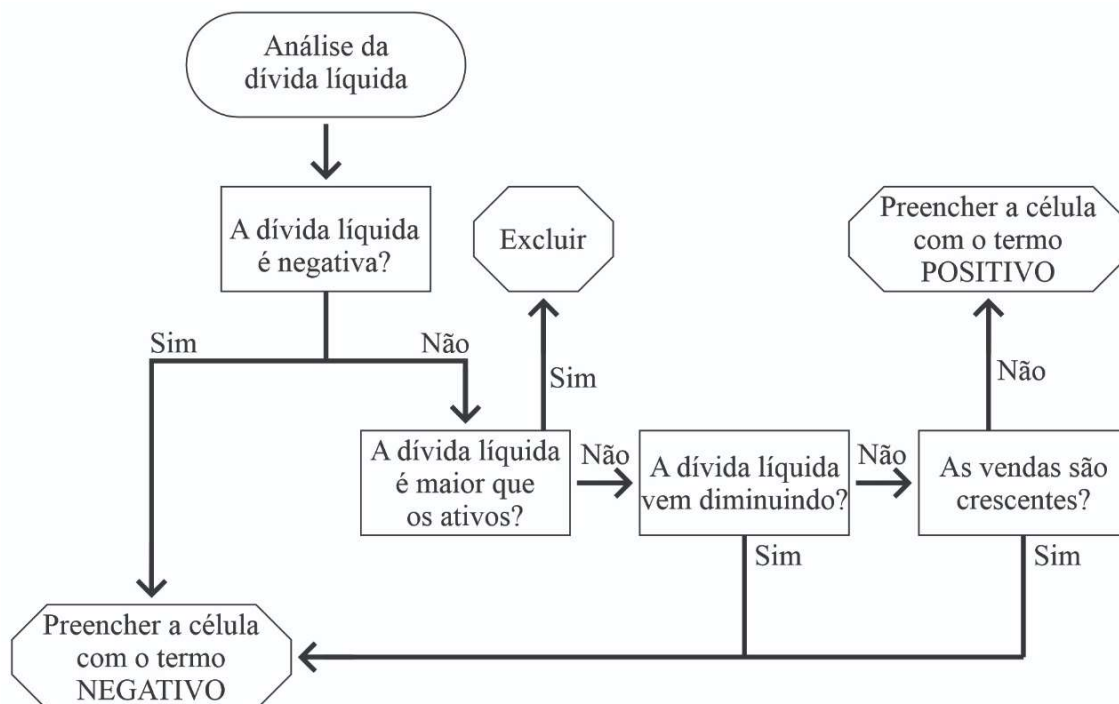 Análise da
dívida líquida
A dívida líquida
é negativa?
Excluir
Preencher a célula
com o termo
POSITIVO
Sim
Não
Sim
Não
A dívida líquida
é maior que
os ativos?
Não
A dívida líquida
vem diminuindo?
Não
As vendas são
crescentes?
Sim
Sim
Preencher a célula
com o termo
NEGATIVO